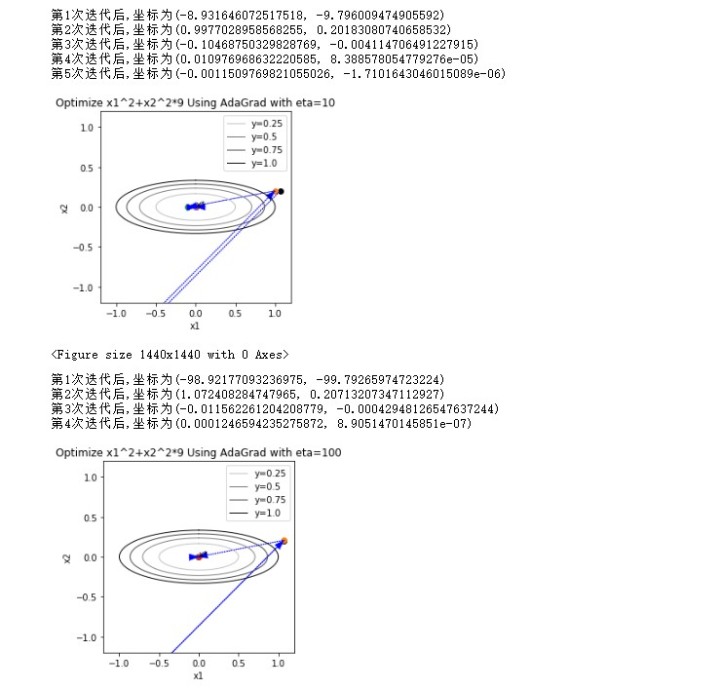 第1次迭代后,坐标为(-8.931646072517518, -9.796009474905592)
第2次迭代后,坐标为(0.9977028958568255, 0.20183080740658532)
第3次迭代后,坐标为(-0.10468750329828769, -0.004114706491227915)
第4次迭代后,坐标为(0.010976968632220585, 8.388578054779276e-05)
第5次迭代后,坐标为(-0.0011509769821055026, -1.7101643046015089e-06)
Optimize x1^2+x2^2*9 Using AdaGrad with eta=10
y=0.25
y=0.5
y=0.75
y=1.0
1.0
0.5
0.0
−0.5
−1.0
x2
−1.0 −0.5 0.0 0.5 1.0
x1
<Figure size 1440x1440 with 0 Axes>
第1次迭代后,坐标为(-98.92177093236975, -99.79265974723224)
第2次迭代后,坐标为(1.072408284747965, 0.20713207347112927)
第3次迭代后,坐标为(-0.011562261204208779, -0.00042948126547637244)
第4次迭代后,坐标为(0.0001246594235275872, 8.9051470145851e-07)
Optimize x1^2+x2^2*9 Using AdaGrad with eta=100
y=0.25
y=0.5
y=0.75
y=1.0
1.0
0.5
0.0
−0.5
−1.0
x2
−1.0 −0.5 0.0 0.5 1.0
x1